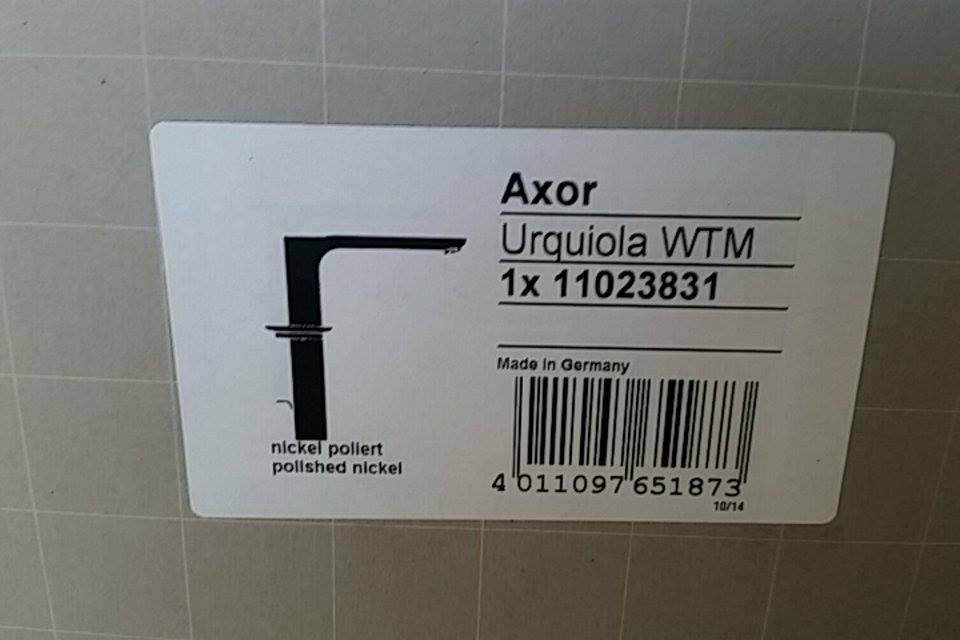 Axor
Urquiola WTM
1x 11023831
Made in Germany
nickel poliert
polished nickel
4 011097 651873
10/14